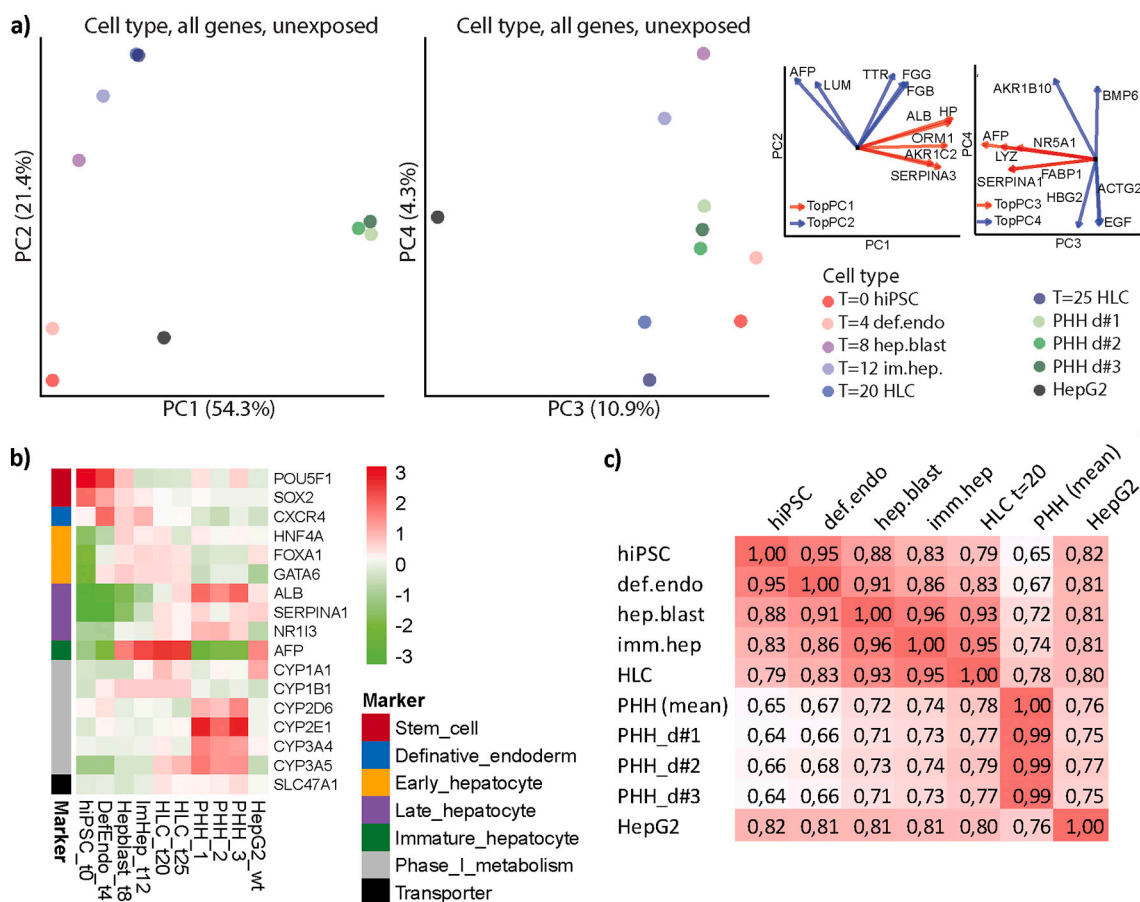 a)
Cell type, all genes, unexposed
Cell type, all genes, unexposed
PC2 (21.4%)
PC1 (54.3%)
PC4 (4.3%)
PC3 (10.9%)
AFP
LUM
TTR
FGG
FGB
ALB HP
ORM1
AKR1C2
SERPINA3
TopPC1
TopPC2
PC2
PC1
AKR1B10
BMP6
AFP
NR5A1
LYZ
SERPINA1
FABP1
HBG2
ACTG2
EGF
TopPC3
TopPC4
PC4
PC3
Cell type
T=0 hiPSC
T=4 def.endo
T=8 hep.blast
T=12 im.hep.
T=20 HLC
T=25 HLC
PHH d#1
PHH d#2
PHH d#3
HepG2
b)
POU5F1
SOX2
CXCR4
HNF4A
FOXA1
GATA6
ALB
SERPINA1
NR1I3
AFP
CYP1A1
CYP1B1
CYP2D6
CYP2E1
CYP3A4
CYP3A5
SLC47A1
Marker
hiPSC_t0
DefEndo_t4
Hepblast_t8
ImHep_t12
HLC_t20
HLC_t25
PHH_1
PHH_2
PHH_3
HepG2_wt
3
2
1
0
-1
-2
-3
Marker
Stem_cell
Definative_endoderm
Early_hepatocyte
Late_hepatocyte
Immature_hepatocyte
Phase_I_metabolism
Transporter
c)
hiPSC
def.endo
hep.blast
imm.hep
HLC t=20
PHH (mean)
HepG2
hiPSC 1,00 0,95 0,88 0,83 0,79 0,65 0,82
def.endo 0,95 1,00 0,91 0,86 0,83 0,67 0,81
hep.blast 0,88 0,91 1,00 0,96 0,93 0,72 0,81
imm.hep 0,83 0,86 0,96 1,00 0,95 0,74 0,81
HLC 0,79 0,83 0,93 0,95 1,00 0,78 0,80
PHH (mean) 0,65 0,67 0,72 0,74 0,78 1,00 0,76
PHH_d#1 0,64 0,66 0,71 0,73 0,77 0,99 0,75
PHH_d#2 0,66 0,68 0,73 0,74 0,79 0,99 0,77
PHH_d#3 0,64 0,66 0,71 0,73 0,77 0,99 0,75
HepG2 0,82 0,81 0,81 0,81 0,80 0,76 1,00